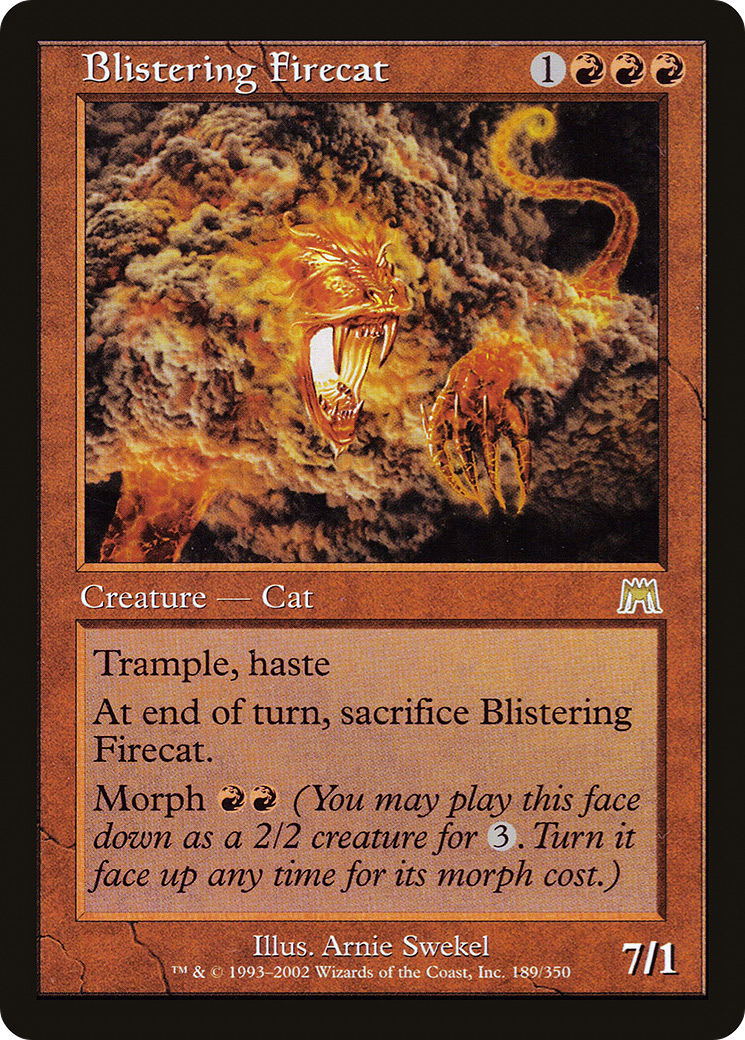 Blistering Firecat 1
Creature — Cat
Trample, haste
At end of turn, sacrifice Blistering
Firecat.
Morph (You may play this face
down as a 2/2 creature for 3. Turn it
face up any time for its morph cost.)
Illus. Arnie Swekel
™ & © 1993–2002 Wizards of the Coast, Inc. 189/350
7/1